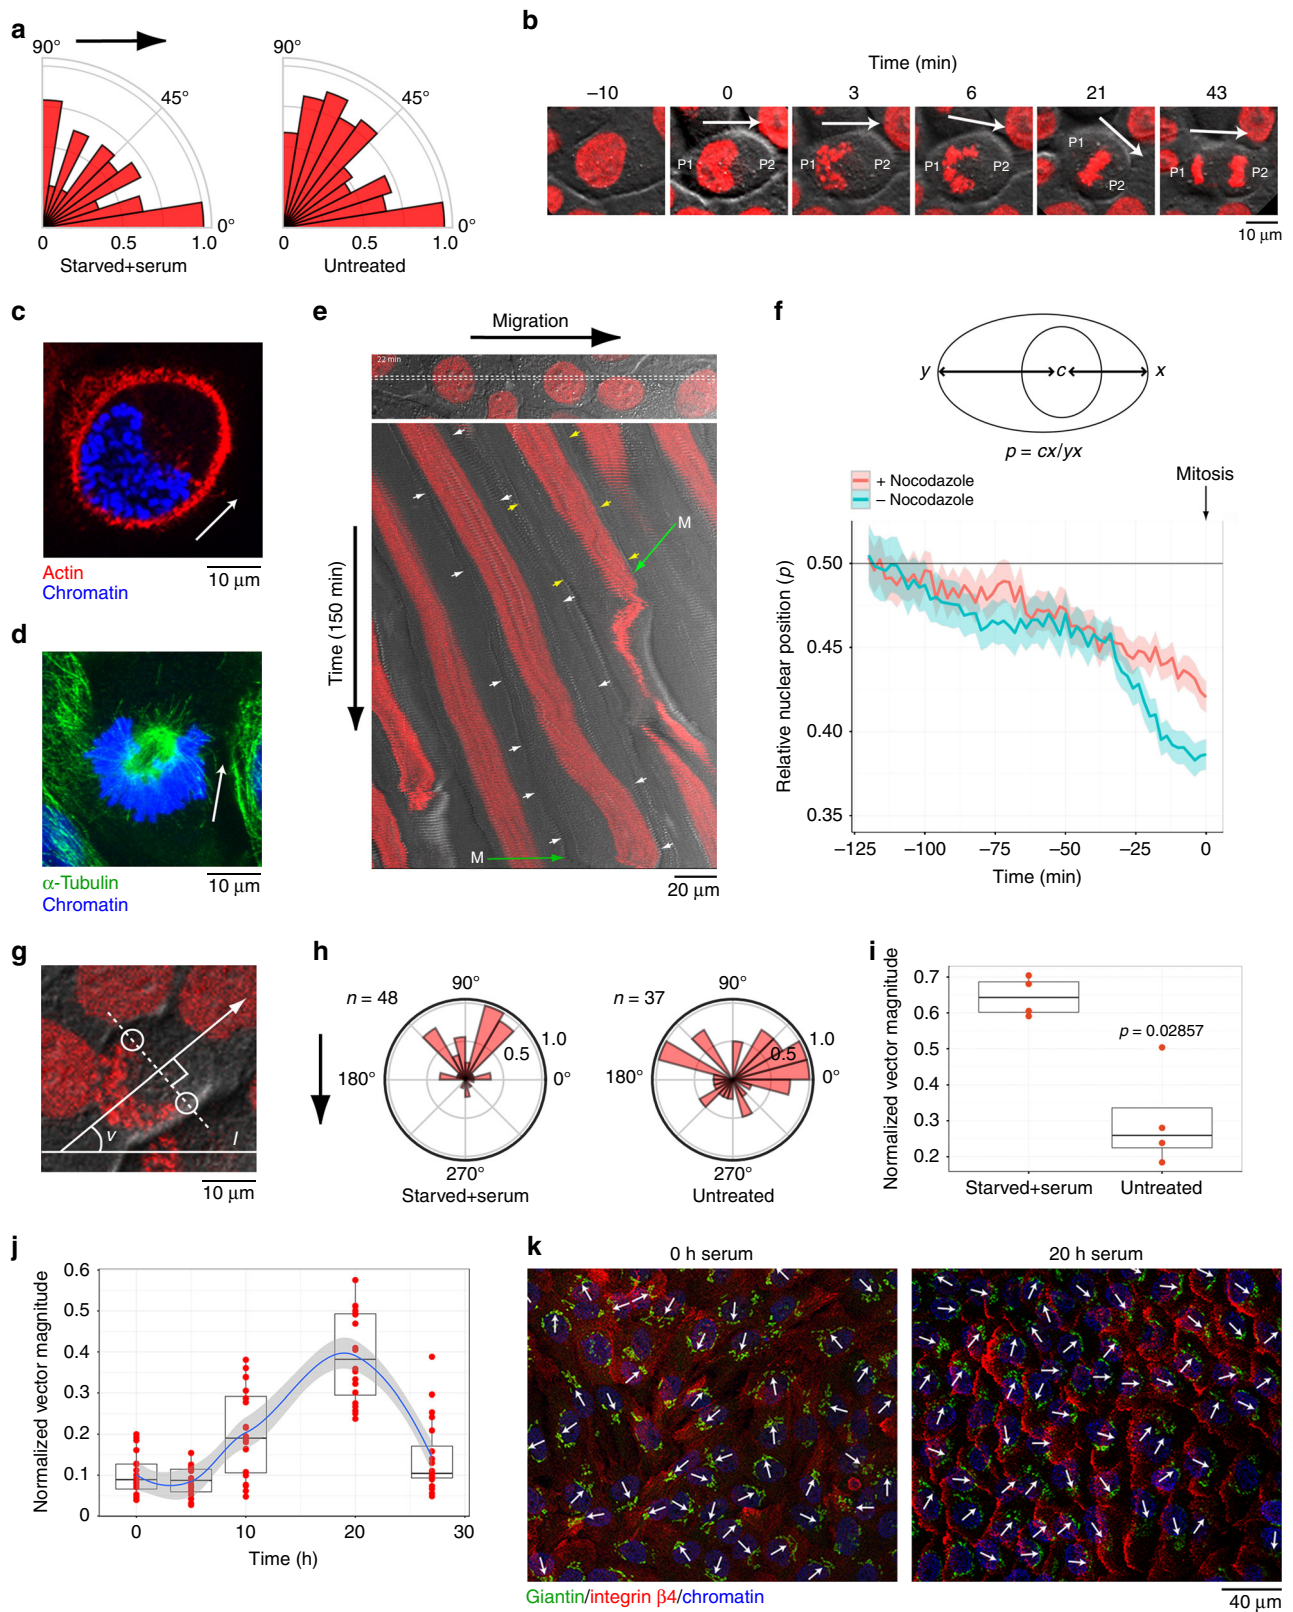 a
90°
45°
0°
0 0.5 1.0
Starved+serum
90°
45°
0°
0 0.5 1.0
Untreated
b
Time (min)
–10 0 3 6 21 43
P1 P2
P1 P2
P1 P2
P1 P2
P1 P2
10 µm
c
Actin
Chromatin
10 µm
d
α-Tubulin
Chromatin
10 µm
e
Migration
22 min
Time (150 min)
M
M
20 µm
f
y c x
p = cx/yx
+ Nocodazole
– Nocodazole
Mitosis
Relative nuclear position (p)
0.50
0.45
0.40
0.35
–125 –100 –75 –50 –25 0
Time (min)
g
v l
10 µm
h
n = 48
90°
1.0
0.5
180° 0°
270°
Starved+serum
n = 37
90°
1.0
0.5
180° 0°
270°
Untreated
i
Normalized vector magnitude
0.7
0.6
0.5
0.4
0.3
0.2
p = 0.02857
Starved+serum Untreated
j
Normalized vector magnitude
0.6
0.5
0.4
0.3
0.2
0.1
0
0 10 20 30
Time (h)
k
0 h serum 20 h serum
Giantin/integrin β4/chromatin
40 µm